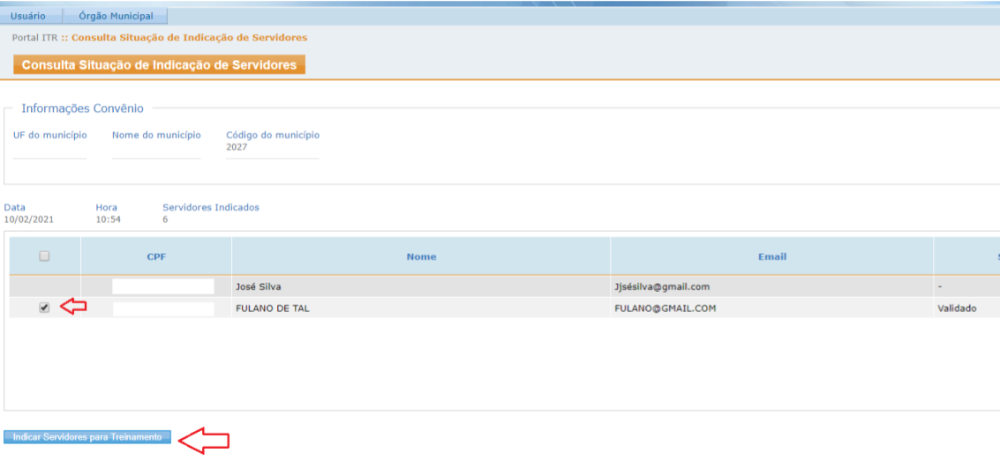 Usuário Órgão Municipal
Portal ITR :: Consulta Situação de Indicação de Servidores
Consulta Situação de Indicação de Servidores
Informações Convênio
UF do município Nome do município Código do município
2027
Data Hora Servidores Indicados
10/02/2021 10:54 6
CPF Nome Email
José Silva Jjsésilva@gmail.com -
FULANO DE TAL FULANO@GMAIL.COM Validado
Indicar Servidores para Treinamento